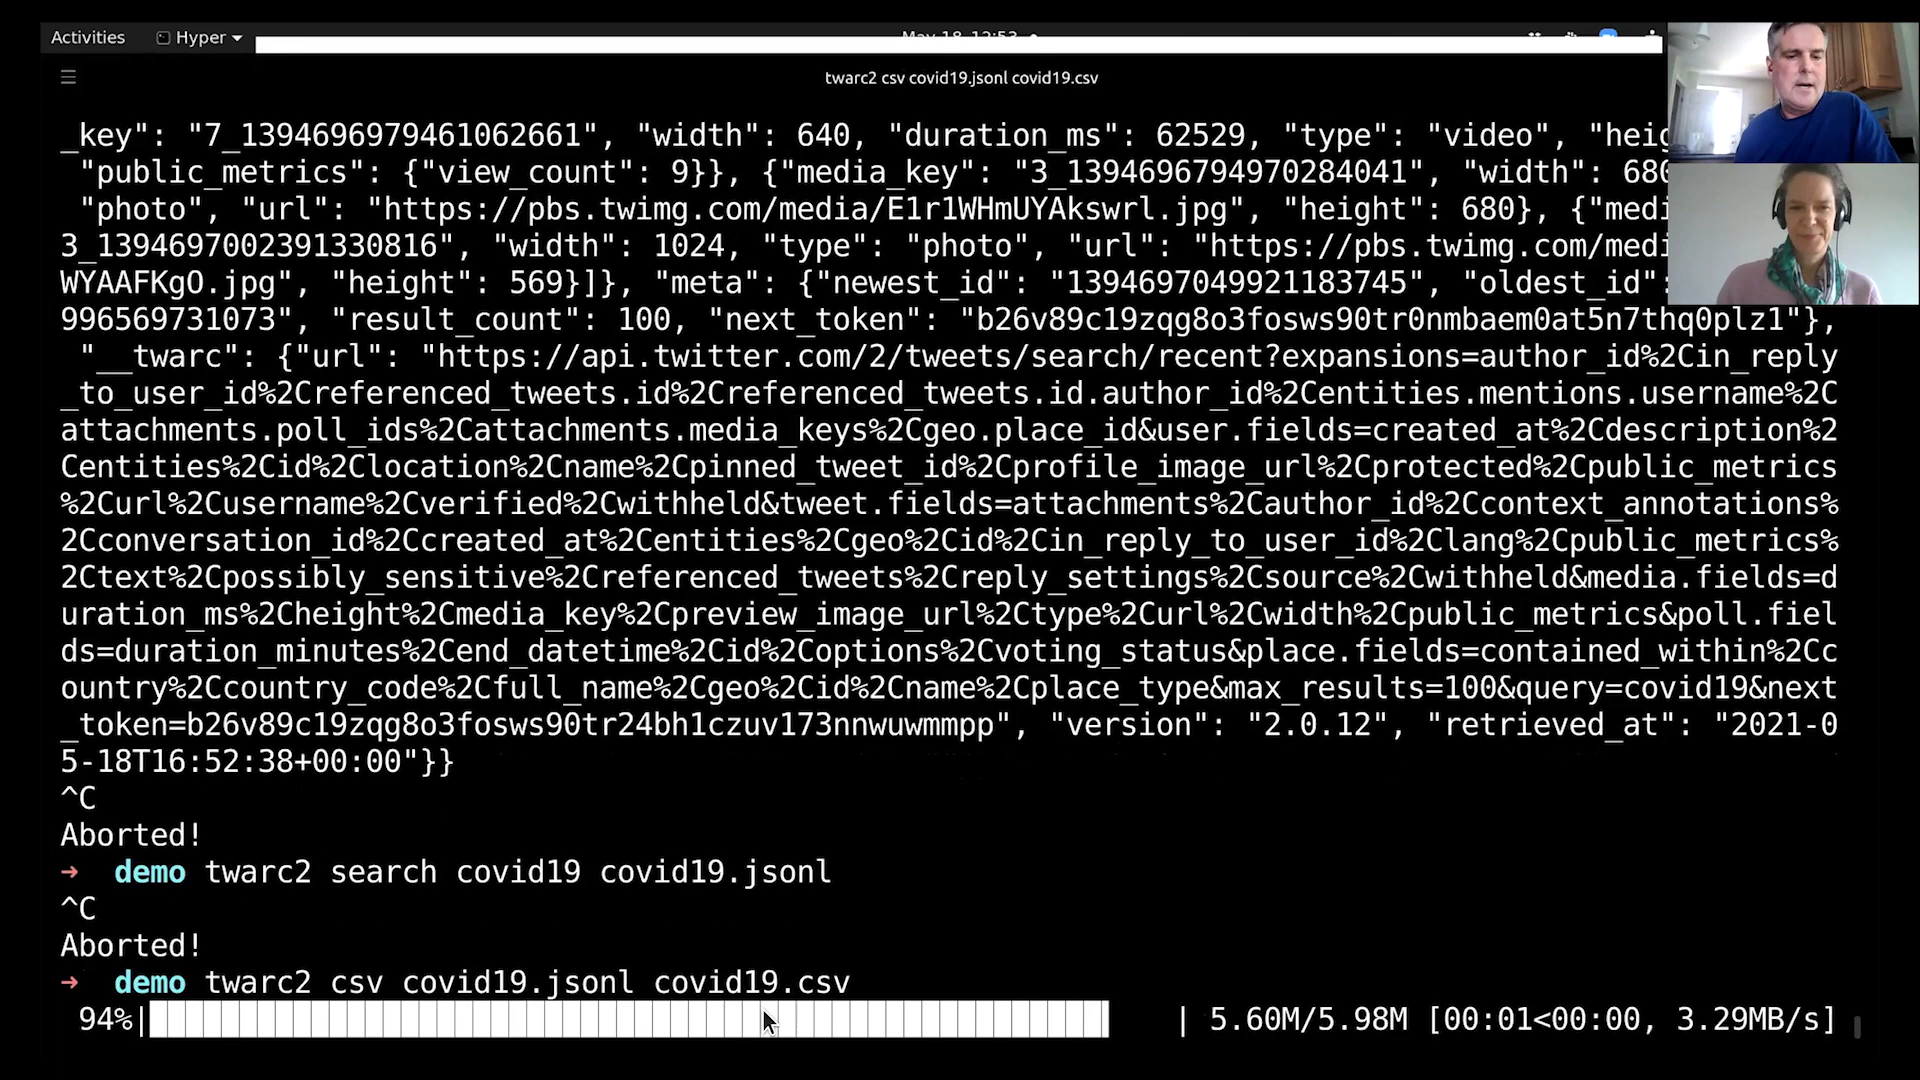 Activities
Hyper
May 18 12:53
twarc2 csv covid19.jsonl covid19.csv
_key": "7_1394696979461062661", "width": 640, "duration_ms": 62529, "type": "video", "heig
"public_metrics": {"view_count": 9}}, {"media_key": "3_1394696794970284041", "width": 680
"photo", "url": "https://pbs.twimg.com/media/E1r1WHmUYAkswrl.jpg", "height": 680}, {"medi
3_1394697002391330816", "width": 1024, "type": "photo", "url": "https://pbs.twimg.com/medi
WYAAFKgO.jpg", "height": 569}]}, "meta": {"newest_id": "1394697049921183745", "oldest_id":
996569731073", "result_count": 100, "next_token": "b26v89c19zqg8o3fosws90tr0nmbaem0at5n7thq0plz1"},
"__twarc": {"url": "https://api.twitter.com/2/tweets/search/recent?expansions=author_id%2Cin_reply
_to_user_id%2Creferenced_tweets.id%2Creferenced_tweets.id.author_id%2Centities.mentions.username%2C
attachments.poll_ids%2Cattachments.media_keys%2Cgeo.place_id&user.fields=created_at%2Cdescription%2
Centities%2Cid%2Clocation%2Cname%2Cpinned_tweet_id%2Cprofile_image_url%2Cprotected%2Cpublic_metrics
%2Curl%2Cusername%2Cverified%2Cwithheld&tweet.fields=attachments%2Cauthor_id%2Ccontext_annotations%
2Cconversation_id%2Ccreated_at%2Centities%2Cgeo%2Cid%2Cin_reply_to_user_id%2Clang%2Cpublic_metrics%
2Ctext%2Cpossibly_sensitive%2Creferenced_tweets%2Creply_settings%2Csource%2Cwithheld&media.fields=d
uration_ms%2Cheight%2Cmedia_key%2Cpreview_image_url%2Ctype%2Curl%2Cwidth%2Cpublic_metrics&poll.fiel
ds=duration_minutes%2Cend_datetime%2Cid%2Coptions%2Cvoting_status&place.fields=contained_within%2Cc
ountry%2Ccountry_code%2Cfull_name%2Cgeo%2Cid%2Cname%2Cplace_type&max_results=100&query=covid19&next
_token=b26v89c19zqg8o3fosws90tr24bh1czuv173nnwuwmmpp", "version": "2.0.12", "retrieved_at": "2021-0
5-18T16:52:38+00:00"}}
^C
Aborted!
→ demo twarc2 search covid19 covid19.jsonl
^C
Aborted!
→ demo twarc2 csv covid19.jsonl covid19.csv
94%| | 5.60M/5.98M [00:01<00:00, 3.29MB/s]